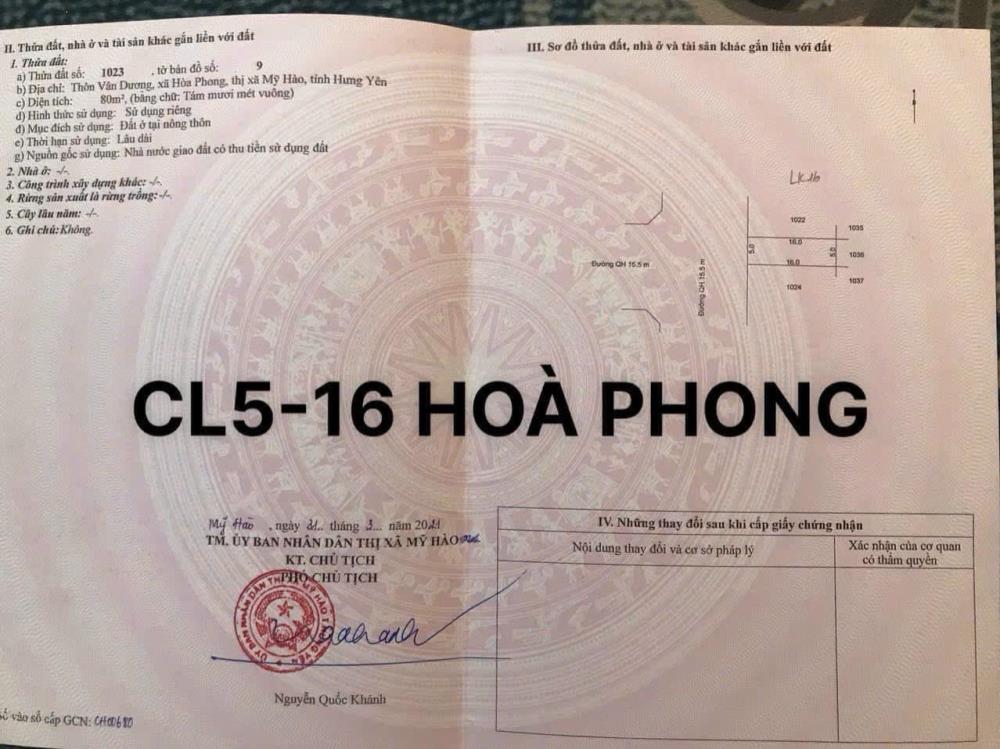 II. Thửa đất, nhà ở và tài sản khác gắn liền với đất
1. Thửa đất:
a) Thửa đất số: 1023 , tờ bản đồ số: 9
b) Địa chỉ: Thôn Vân Dương, xã Hòa Phong, thị xã Mỹ Hào, tỉnh Hưng Yên
c) Diện tích: 80m², (bằng chữ: Tám mươi mét vuông)
d) Hình thức sử dụng: Sử dụng riêng
đ) Mục đích sử dụng: Đất ở tại nông thôn
e) Thời hạn sử dụng: Lâu dài
g) Nguồn gốc sử dụng: Nhà nước giao đất có thu tiền sử dụng đất
2. Nhà ở: -/-.
3. Công trình xây dựng khác: -/-.
4. Rừng sản xuất là rừng trồng: -/-.
5. Cây lâu năm: -/-.
6. Ghi chú: Không.
III. Sơ đồ thửa đất, nhà ở và tài sản khác gắn liền với đất
LK16
1022
16.0
1035
5.0
5.0
1036
16.0
1037
1024
Đường QH 15.5 m
Đường QH 15.5 m
CL5-16 HOÀ PHONG
Mỹ Hào , ngày 31.. tháng 3... năm 2021
TM. ỦY BAN NHÂN DÂN THỊ XÃ MỸ HÀO
KT. CHỦ TỊCH
PHÓ CHỦ TỊCH
Nguyễn Quốc Khánh
Số vào sổ cấp GCN: CH00680
IV. Những thay đổi sau khi cấp giấy chứng nhận
Nội dung thay đổi và cơ sở pháp lý
Xác nhận của cơ quan
có thẩm quyền